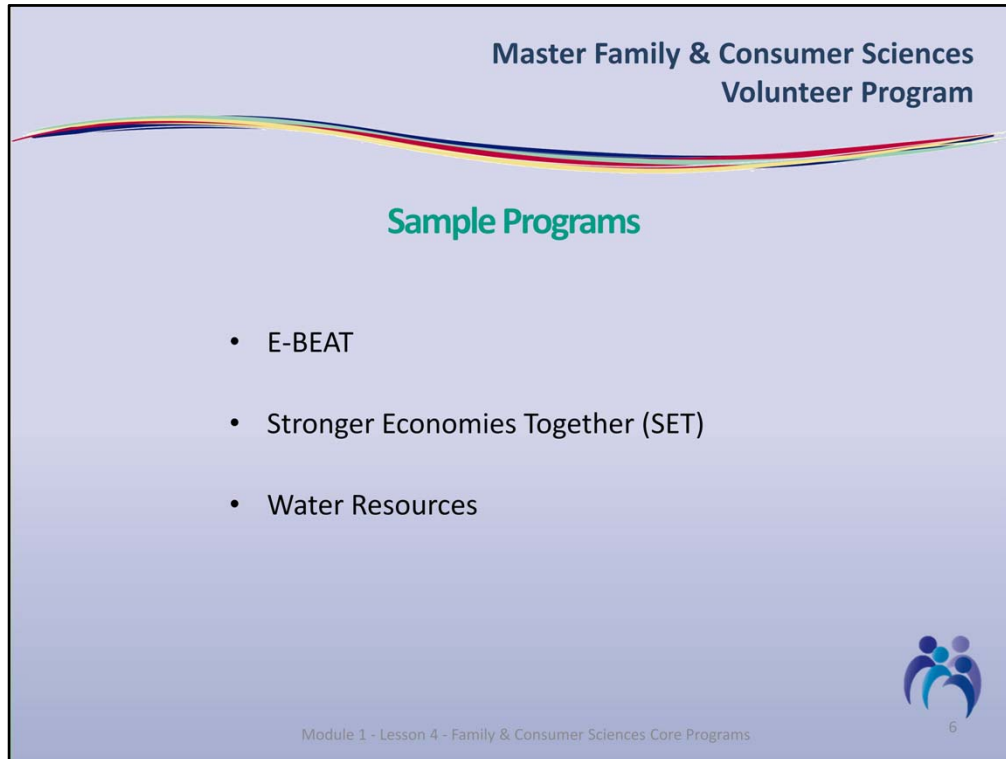 Master Family & Consumer Sciences
Volunteer Program
Sample Programs
• E-BEAT
• Stronger Economies Together (SET)
• Water Resources
Module 1 - Lesson 4 - Family & Consumer Sciences Core Programs
6